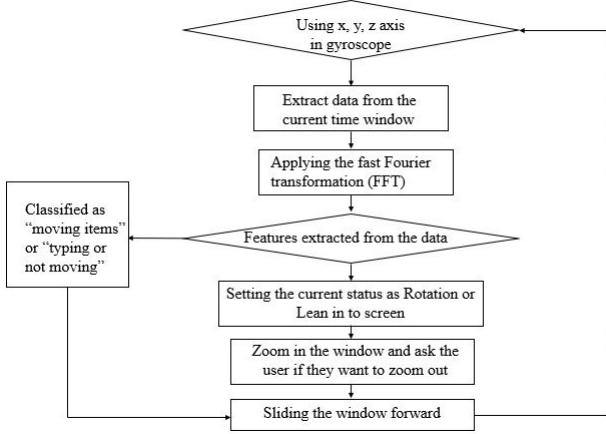 Using x, y, z axis
in gyroscope
Extract data from the
current time window
Applying the fast Fourier
transformation (FFT)
Classified as
“moving items”
or “typing or
not moving”
Features extracted from the data
Setting the current status as Rotation or
Lean in to screen
Zoom in the window and ask the
user if they want to zoom out
Sliding the window forward